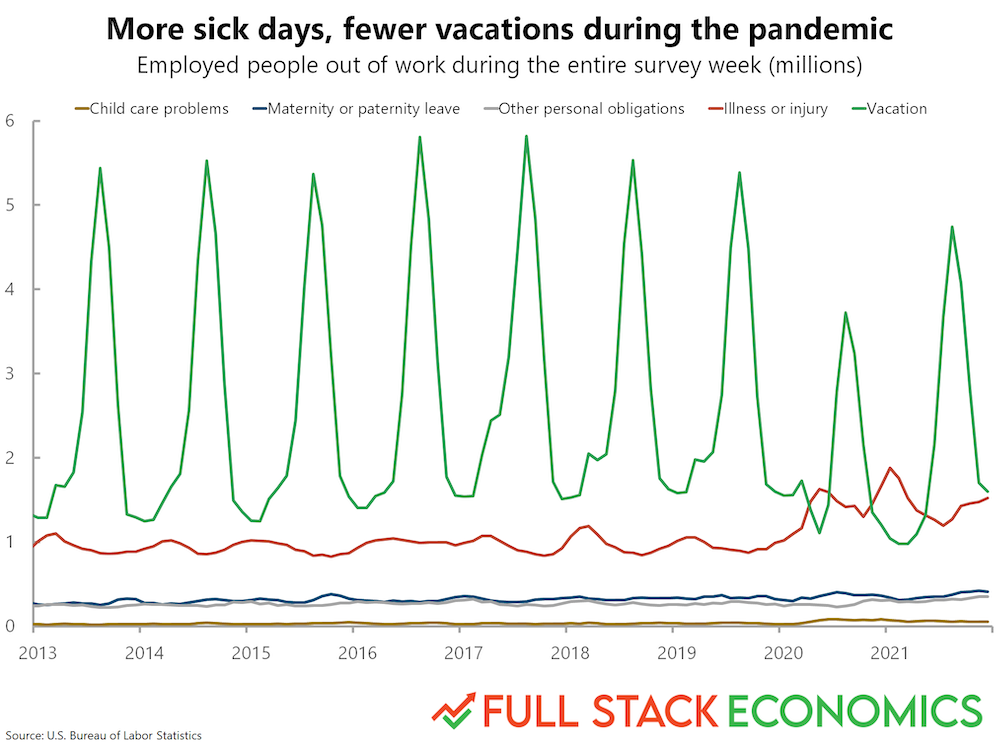 More sick days, fewer vacations during the pandemic
Employed people out of work during the entire survey week (millions)
Child care problems Maternity or paternity leave Other personal obligations Illness or injury Vacation
6
5
4
3
2
1
0
2013 2014 2015 2016 2017 2018 2019 2020 2021
FULL STACK ECONOMICS
Source: U.S. Bureau of Labor Statistics